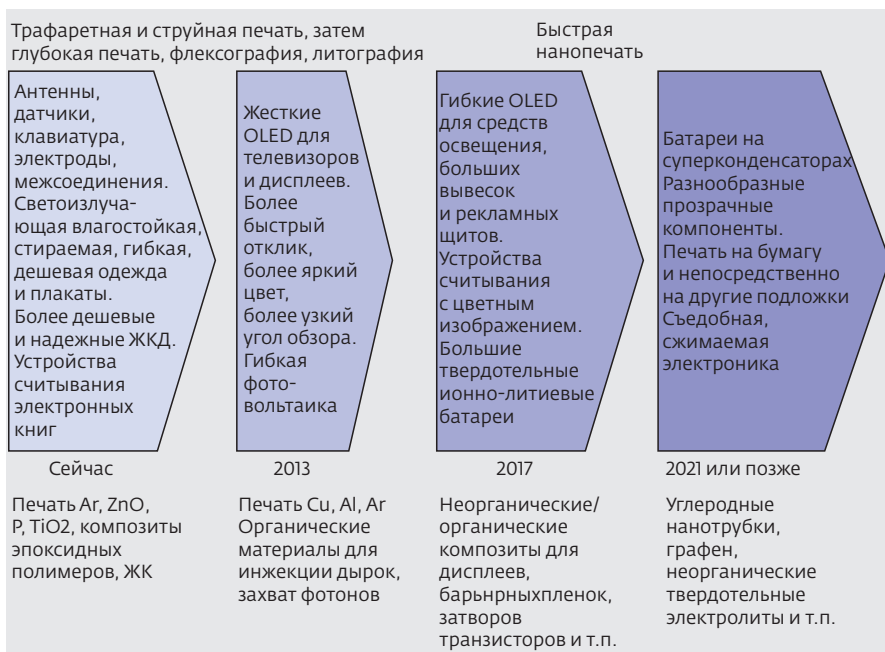 Трафаретная и струйная печать, затем
глубокая печать, флексография, литография
Быстрая
нанопечать
Антенны,
датчики,
клавиатура,
электроды,
межсоединения.
Светоизлуча-
ющая влагостойкая,
стираемая, гибкая,
дешевая одежда
и плакаты.
Более дешевые
и надежные ЖКД.
Устройства
считывания
электронных
книг
Жесткие
OLED для
телевизоров
и дисплеев.
Более
быстрый
отклик,
более яркий
цвет,
более узкий
угол обзора.
Гибкая
фото-
вольтаика
Гибкие OLED
для средств
освещения,
больших
вывесок
и рекламных
щитов.
Устройства
считывания
с цветным
изображением.
Большие
твердотельные
ионно-литиевые
батареи
Батареи на
суперконденсаторах
Разнообразные
прозрачные
компоненты.
Печать на бумагу
и непосредственно
на другие подложки
Съедобная,
сжимаемая
электроника
Сейчас
2013
2017
2021 или позже
Печать Ar, ZnO,
P, TiO2, композиты
эпоксидных
полимеров, ЖК
Печать Cu, Al, Ar
Органические
материалы для
инжекции дырок,
захват фотонов
Неорганические/
органические
композиты для
дисплеев,
барьнрныхпленок,
затворов
транзисторов и т.п.
Углеродные
нанотрубки,
графен,
неорганические
твердотельные
электролиты и т.п.